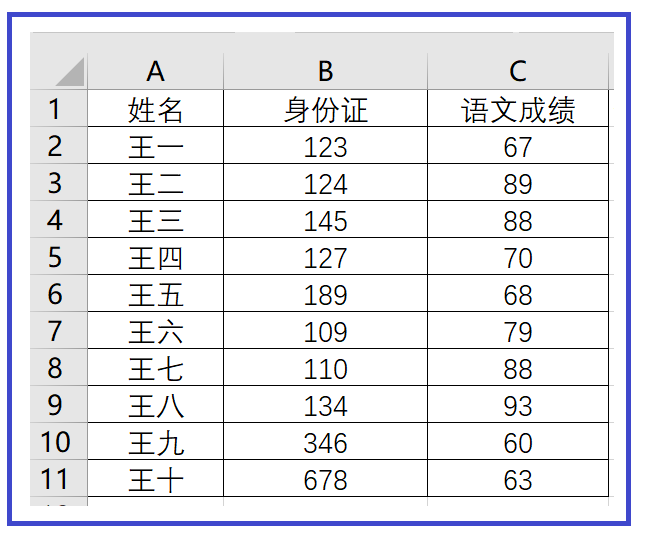 A B C
1 姓名 身份证 语文成绩
2 王一 123 67
3 王二 124 89
4 王三 145 88
5 王四 127 70
6 王五 189 68
7 王六 109 79
8 王七 110 88
9 王八 134 93
10 王九 346 60
11 王十 678 63